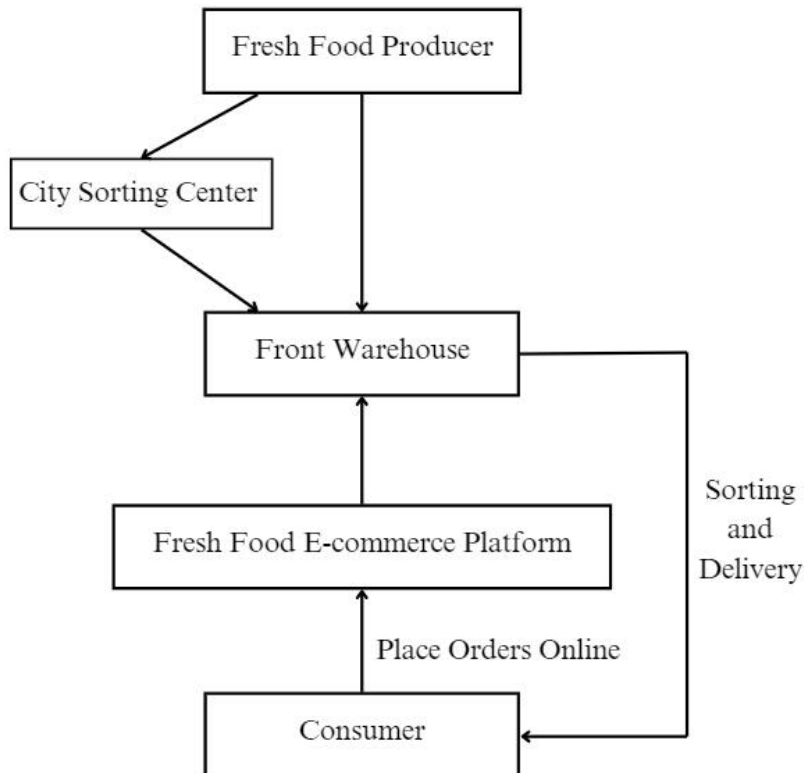 Fresh Food Producer
City Sorting Center
Front Warehouse
Fresh Food E-commerce Platform
Sorting
and
Delivery
Place Orders Online
Consumer